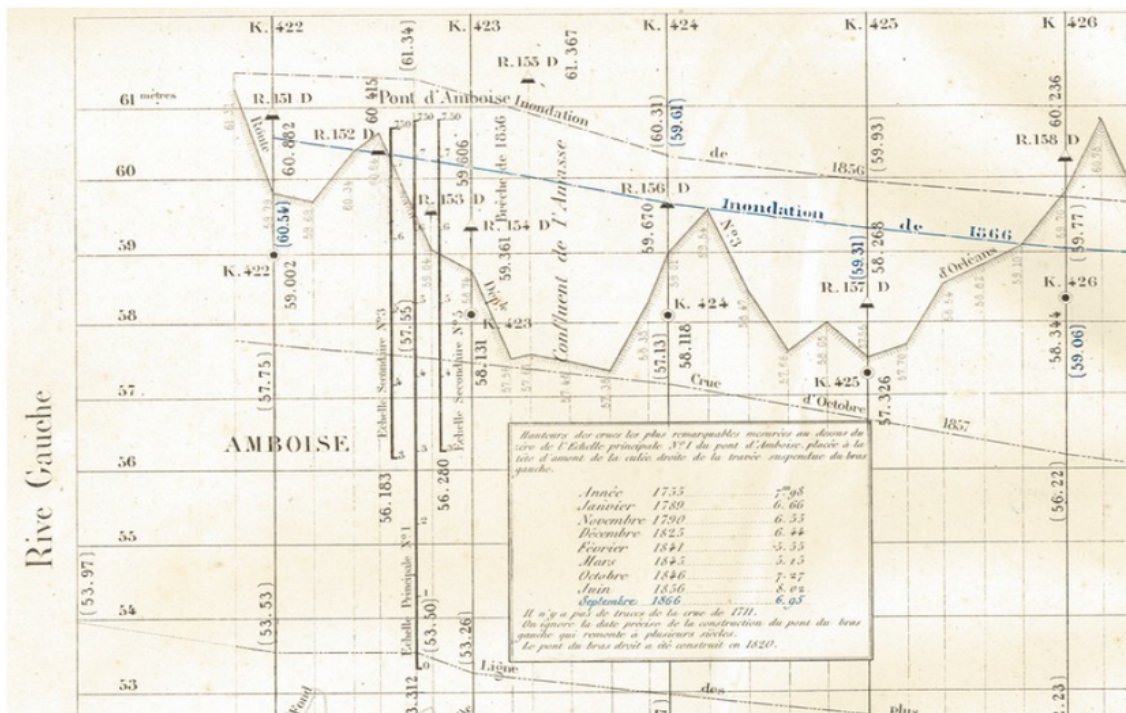 K. 422
K. 423
K. 424
K. 425
K 426
(61.34)
61.367
R. 155 D
61 mètres
R. 151 D
60.415
Pont d'Amboise
Inondation
de
1856
(60.31)
(59.61)
(59.93)
60.236
R. 158 D
Rône
60.882
R. 152 D
750
750
7.50
59.606
Brèche de 1856
60
R. 156 D
Inondation
de
1866
R. 153 D
R. 154 D
59.670
N°3
(60.54)
59
K. 422
59.002
59.361
Confluent de l'Amasse
(59.31)
58.268
R. 157 D
d'Orléans
(59.77)
K. 426
58.344
(59.06)
58
(57.55)
K. 423
58.131
K. 424
(57.13)
58.118
K. 425
57.326
(57.75)
57
Crue
d'Octobre
1857
Echelle Secondaire N°3
Echelle Secondaire N°5
AMBOISE
56
56.183
56.280
(56.22)
Rive Gauche
Hauteurs des crues les plus remarquables mesurées au dessus du
zéro de l'Echelle principale N°1 du pont d'Amboise, placée à la
tête d'amont de la culée droite de la travée suspendue du bras
gauche.
Année 1755 7m98
Janvier 1789 6.66
Novembre 1790 6.55
Décembre 1825 6.44
Février 1841 5.55
Mars 1845 5.15
Octobre 1846 7.27
Juin 1856 8.02
Septembre 1866 6.95
Il n'y a pas de traces de la crue de 1711.
On ignore la date précise de la construction du pont du bras
gauche qui remonte à plusieurs siècles.
Le pont du bras droit a été construit en 1820.
55
Echelle Principale N°1
(53.97)
54
(53.53)
(53.50)
(53.26)
0
Ligne
des
plus
53
Fond